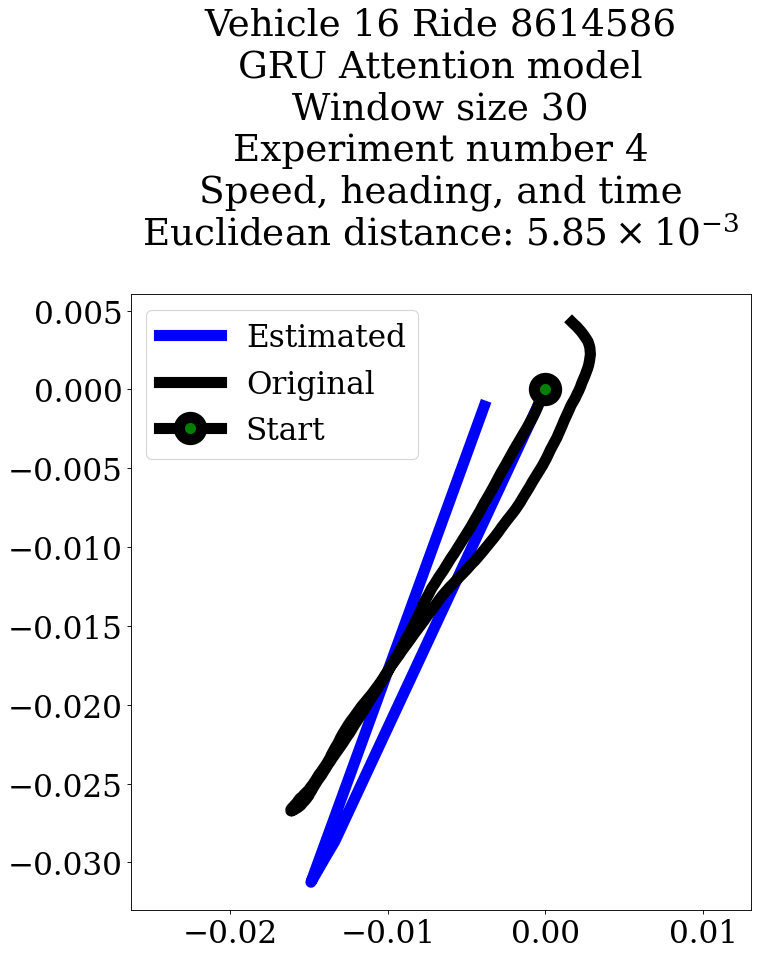 Vehicle 16 Ride 8614586
GRU Attention model
Window size 30
Experiment number 4
Speed, heading, and time
Euclidean distance: 5.85 × 10⁻³
0.005
0.000
−0.005
−0.010
−0.015
−0.020
−0.025
−0.030
Estimated
Original
Start
−0.02
−0.01
0.00
0.01